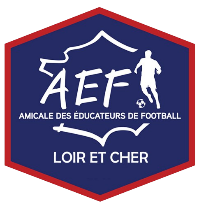 AEF
AMICALE DES ÉDUCATEURS DE FOOTBALL
LOIR ET CHER